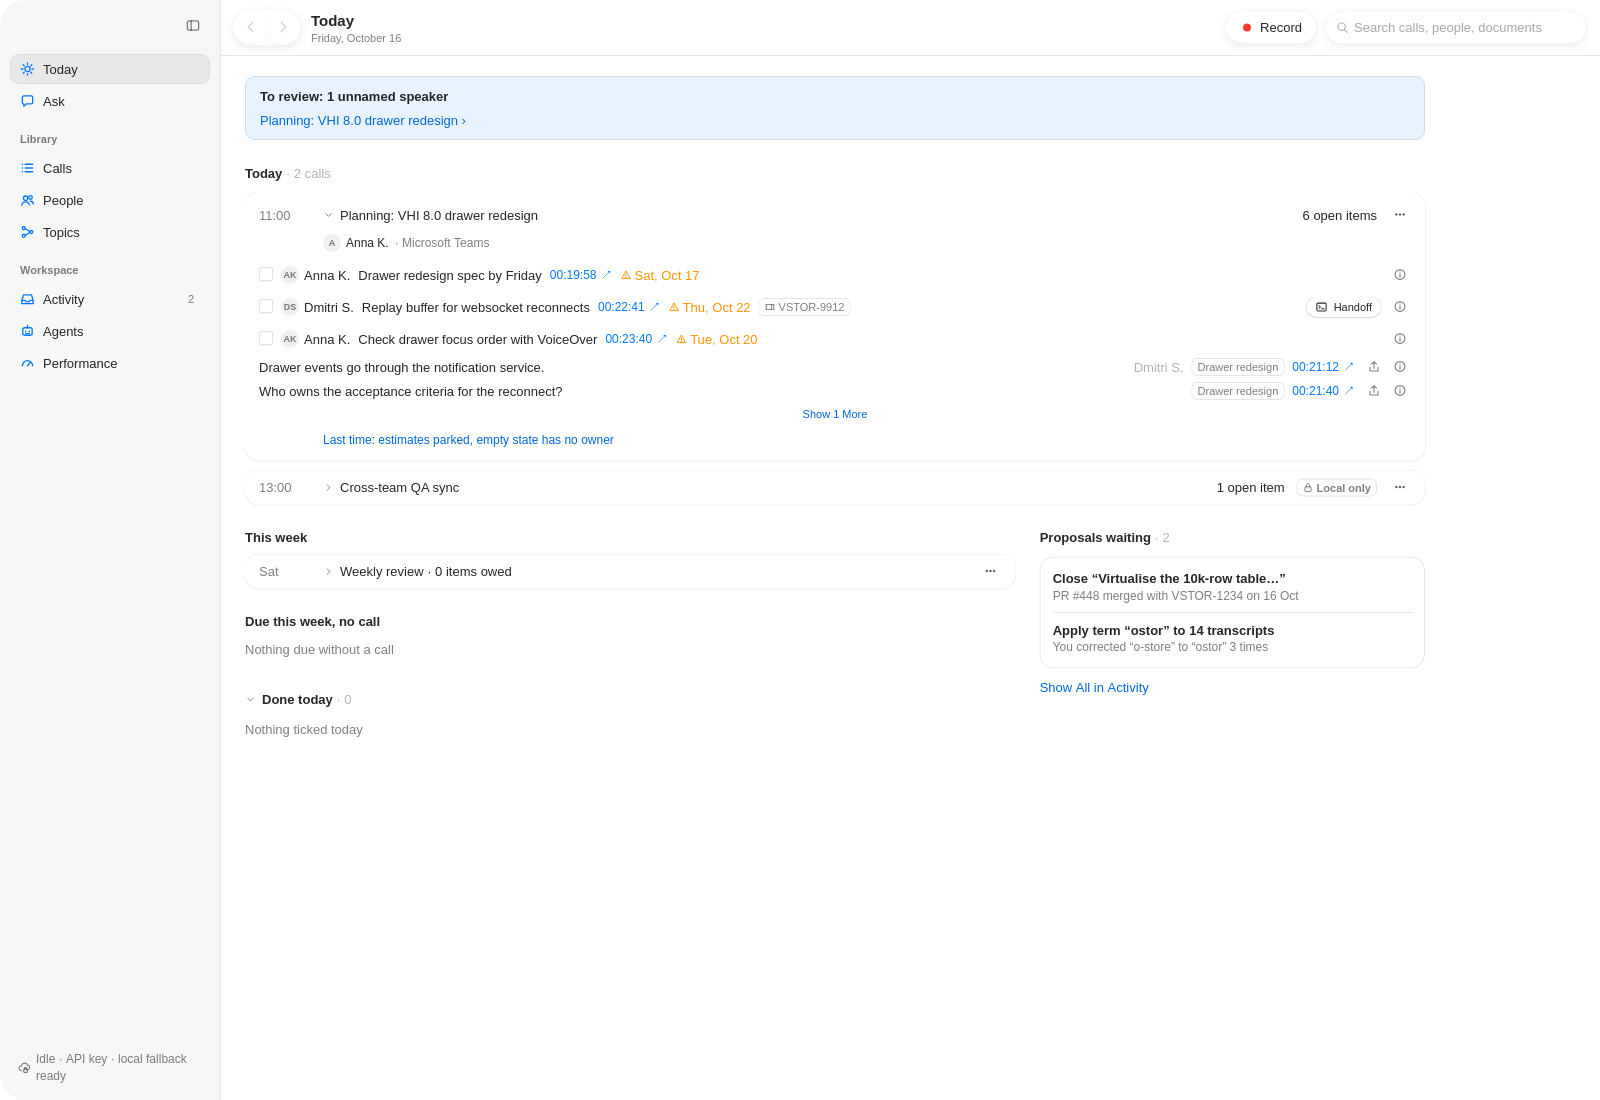 Today
Friday, October 16
Record
Search calls, people, documents
Today
Ask
Library
Calls
People
Topics
Workspace
Activity 2
Agents
Performance
Idle · API key · local fallback
ready
To review: 1 unnamed speaker
Planning: VHI 8.0 drawer redesign ›
Today · 2 calls
11:00 Planning: VHI 8.0 drawer redesign 6 open items
A Anna K. · Microsoft Teams
AK Anna K. Drawer redesign spec by Friday 00:19:58 ↗ Sat, Oct 17
DS Dmitri S. Replay buffer for websocket reconnects 00:22:41 ↗ Thu, Oct 22 VSTOR-9912 Handoff
AK Anna K. Check drawer focus order with VoiceOver 00:23:40 ↗ Tue, Oct 20
Drawer events go through the notification service. Dmitri S. Drawer redesign 00:21:12 ↗
Who owns the acceptance criteria for the reconnect? Drawer redesign 00:21:40 ↗
Show 1 More
Last time: estimates parked, empty state has no owner
13:00 Cross-team QA sync 1 open item Local only
This week
Sat Weekly review · 0 items owed
Due this week, no call
Nothing due without a call
Done today · 0
Nothing ticked today
Proposals waiting · 2
Close “Virtualise the 10k-row table…”
PR #448 merged with VSTOR-1234 on 16 Oct
Apply term “ostor” to 14 transcripts
You corrected “o-store” to “ostor” 3 times
Show All in Activity